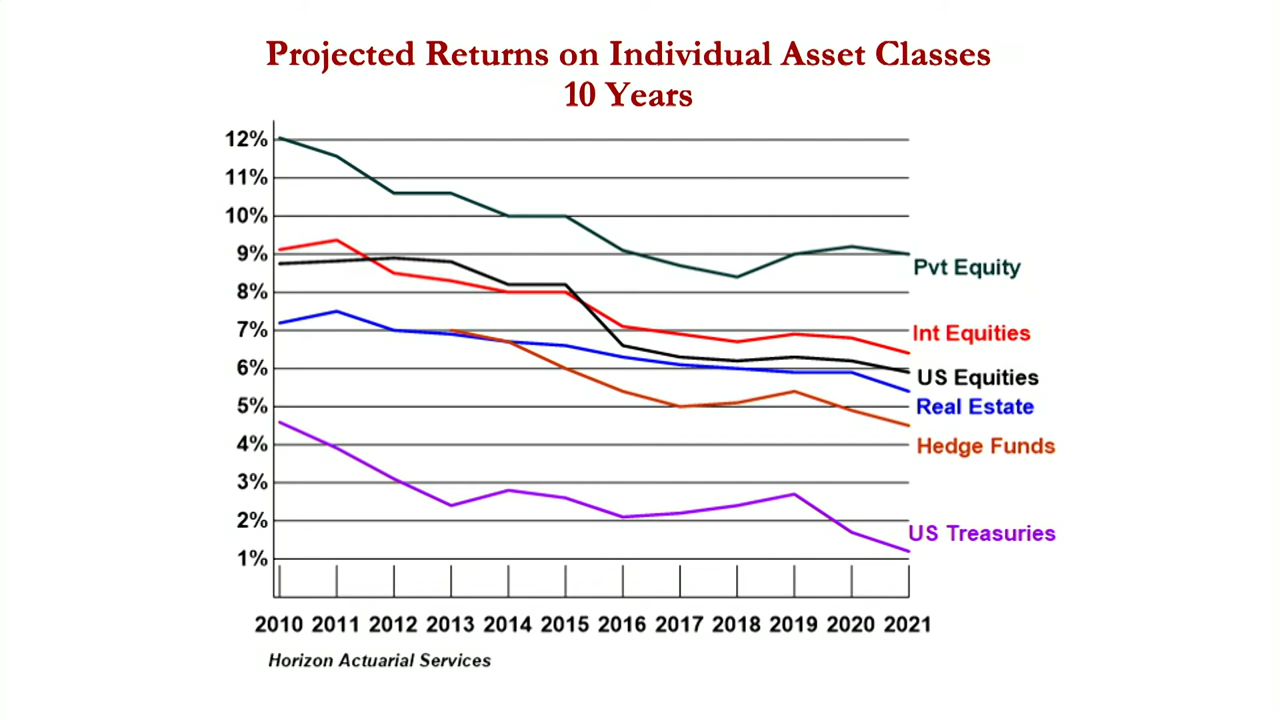 Projected Returns on Individual Asset Classes
10 Years
12%
11%
10%
9%
8%
7%
6%
5%
4%
3%
2%
1%
Pvt Equity
Int Equities
US Equities
Real Estate
Hedge Funds
US Treasuries
2010 2011 2012 2013 2014 2015 2016 2017 2018 2019 2020 2021
Horizon Actuarial Services